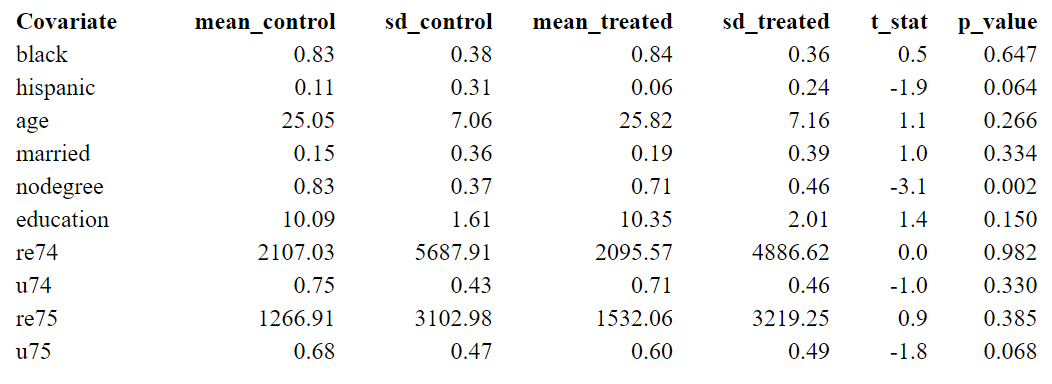 Covariate mean_control sd_control mean_treated sd_treated t_stat p_value
black 0.83 0.38 0.84 0.36 0.5 0.647
hispanic 0.11 0.31 0.06 0.24 -1.9 0.064
age 25.05 7.06 25.82 7.16 1.1 0.266
married 0.15 0.36 0.19 0.39 1.0 0.334
nodegree 0.83 0.37 0.71 0.46 -3.1 0.002
education 10.09 1.61 10.35 2.01 1.4 0.150
re74 2107.03 5687.91 2095.57 4886.62 0.0 0.982
u74 0.75 0.43 0.71 0.46 -1.0 0.330
re75 1266.91 3102.98 1532.06 3219.25 0.9 0.385
u75 0.68 0.47 0.60 0.49 -1.8 0.068